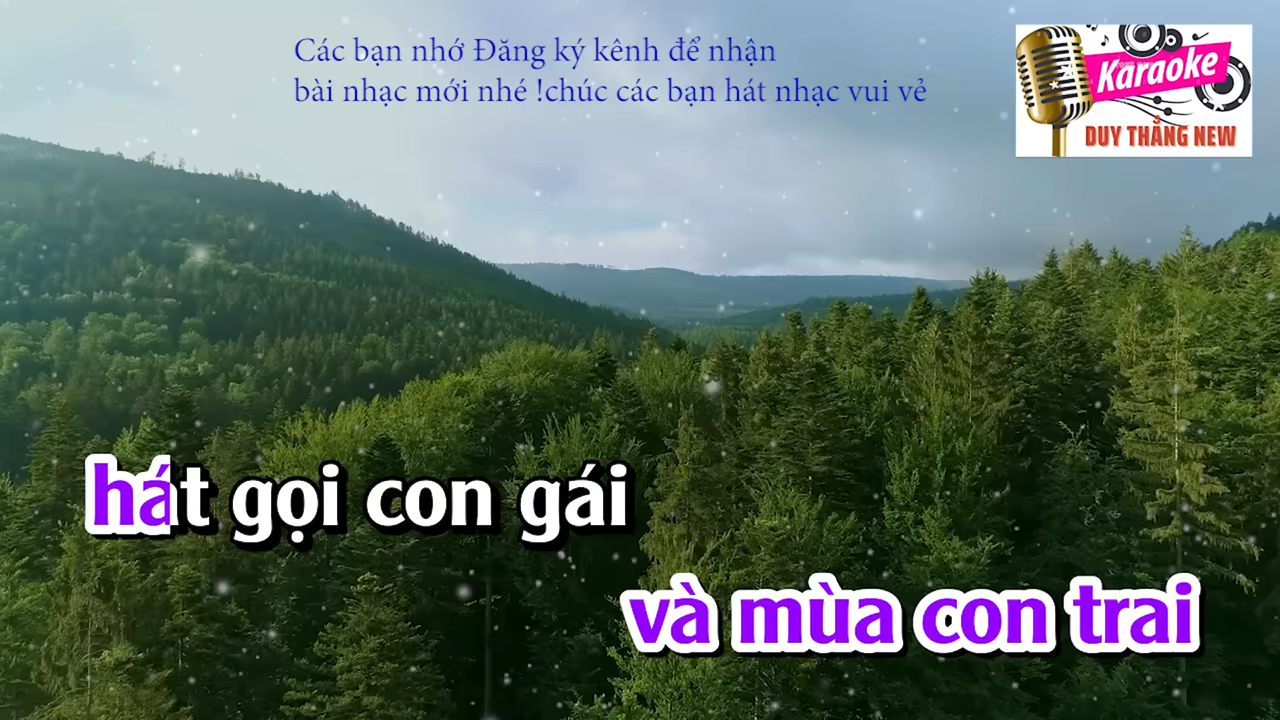 Các bạn nhớ Đăng ký kênh để nhận
bài nhạc mới nhé !chúc các bạn hát nhạc vui vẻ
Karaoke
DUY THẮNG NEW
hát gọi con gái
và mùa con trai